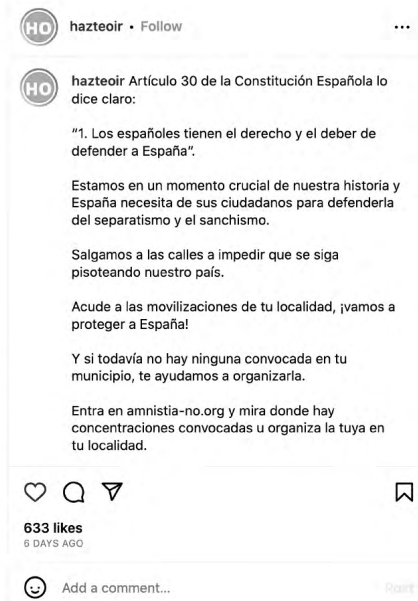 HO
hazteoir • Follow
...
HO
hazteoir Artículo 30 de la Constitución Española lo
dice claro:
“1. Los españoles tienen el derecho y el deber de
defender a España”.
Estamos en un momento crucial de nuestra historia y
España necesita de sus ciudadanos para defenderla
del separatismo y el sanchismo.
Salgamos a las calles a impedir que se siga
pisoteando nuestro país.
Acude a las movilizaciones de tu localidad, ¡vamos a
proteger a España!
Y si todavía no hay ninguna convocada en tu
municipio, te ayudamos a organizarla.
Entra en amnistia-no.org y mira donde hay
concentraciones convocadas u organiza la tuya en
tu localidad.
633 likes
6 DAYS AGO
Add a comment...
Post